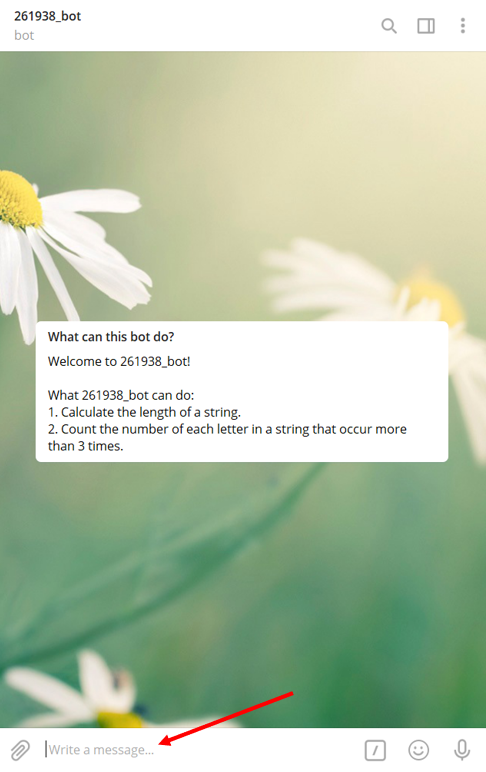 261938_bot
bot
What can this bot do?
Welcome to 261938_bot!
What 261938_bot can do:
1. Calculate the length of a string.
2. Count the number of each letter in a string that occur more
than 3 times.
Write a message...